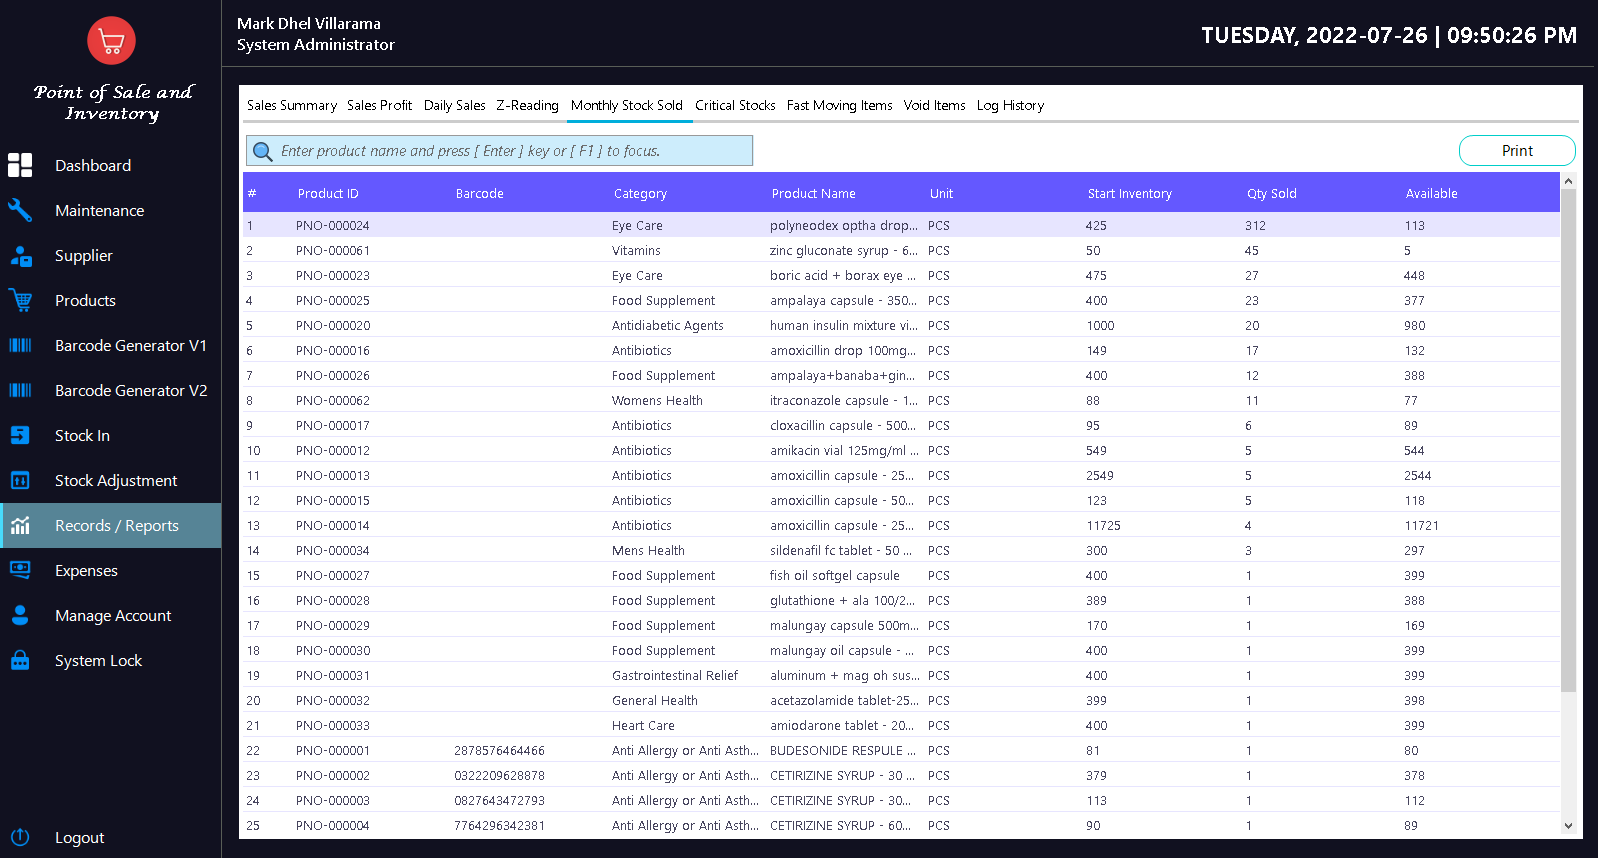 Mark Dhel Villarama
System Administrator
TUESDAY, 2022-07-26 | 09:50:26 PM
Point of Sale and
Inventory
Dashboard
Maintenance
Supplier
Products
Barcode Generator V1
Barcode Generator V2
Stock In
Stock Adjustment
Records / Reports
Expenses
Manage Account
System Lock
Logout
Sales Summary Sales Profit Daily Sales Z-Reading Monthly Stock Sold Critical Stocks Fast Moving Items Void Items Log History
Enter product name and press [ Enter ] key or [ F1 ] to focus.
Print
# Product ID Barcode Category Product Name Unit Start Inventory Qty Sold Available
1 PNO-000024 Eye Care polyneodex optha drop... PCS 425 312 113
2 PNO-000061 Vitamins zinc gluconate syrup - 6... PCS 50 45 5
3 PNO-000023 Eye Care boric acid + borax eye ... PCS 475 27 448
4 PNO-000025 Food Supplement ampalaya capsule - 350... PCS 400 23 377
5 PNO-000020 Antidiabetic Agents human insulin mixture vi... PCS 1000 20 980
6 PNO-000016 Antibiotics amoxicillin drop 100mg... PCS 149 17 132
7 PNO-000026 Food Supplement ampalaya+banaba+gin... PCS 400 12 388
8 PNO-000062 Womens Health itraconazole capsule - 1... PCS 88 11 77
9 PNO-000017 Antibiotics cloxacillin capsule - 500... PCS 95 6 89
10 PNO-000012 Antibiotics amikacin vial 125mg/ml ... PCS 549 5 544
11 PNO-000013 Antibiotics amoxicillin capsule - 25... PCS 2549 5 2544
12 PNO-000015 Antibiotics amoxicillin capsule - 50... PCS 123 5 118
13 PNO-000014 Antibiotics amoxicillin capsule - 25... PCS 11725 4 11721
14 PNO-000034 Mens Health sildenafil fc tablet - 50 ... PCS 300 3 297
15 PNO-000027 Food Supplement fish oil softgel capsule PCS 400 1 399
16 PNO-000028 Food Supplement glutathione + ala 100/2... PCS 389 1 388
17 PNO-000029 Food Supplement malungay capsule 500m... PCS 170 1 169
18 PNO-000030 Food Supplement malungay oil capsule - ... PCS 400 1 399
19 PNO-000031 Gastrointestinal Relief aluminum + mag oh sus... PCS 400 1 399
20 PNO-000032 General Health acetazolamide tablet-25... PCS 399 1 398
21 PNO-000033 Heart Care amiodarone tablet - 20... PCS 400 1 399
22 PNO-000001 2878576464466 Anti Allergy or Anti Asth... BUDESONIDE RESPULE ... PCS 81 1 80
23 PNO-000002 0322209628878 Anti Allergy or Anti Asth... CETIRIZINE SYRUP - 30 ... PCS 379 1 378
24 PNO-000003 0827643472793 Anti Allergy or Anti Asth... CETIRIZINE SYRUP - 30... PCS 113 1 112
25 PNO-000004 7764296342381 Anti Allergy or Anti Asth... CETIRIZINE SYRUP - 60... PCS 90 1 89